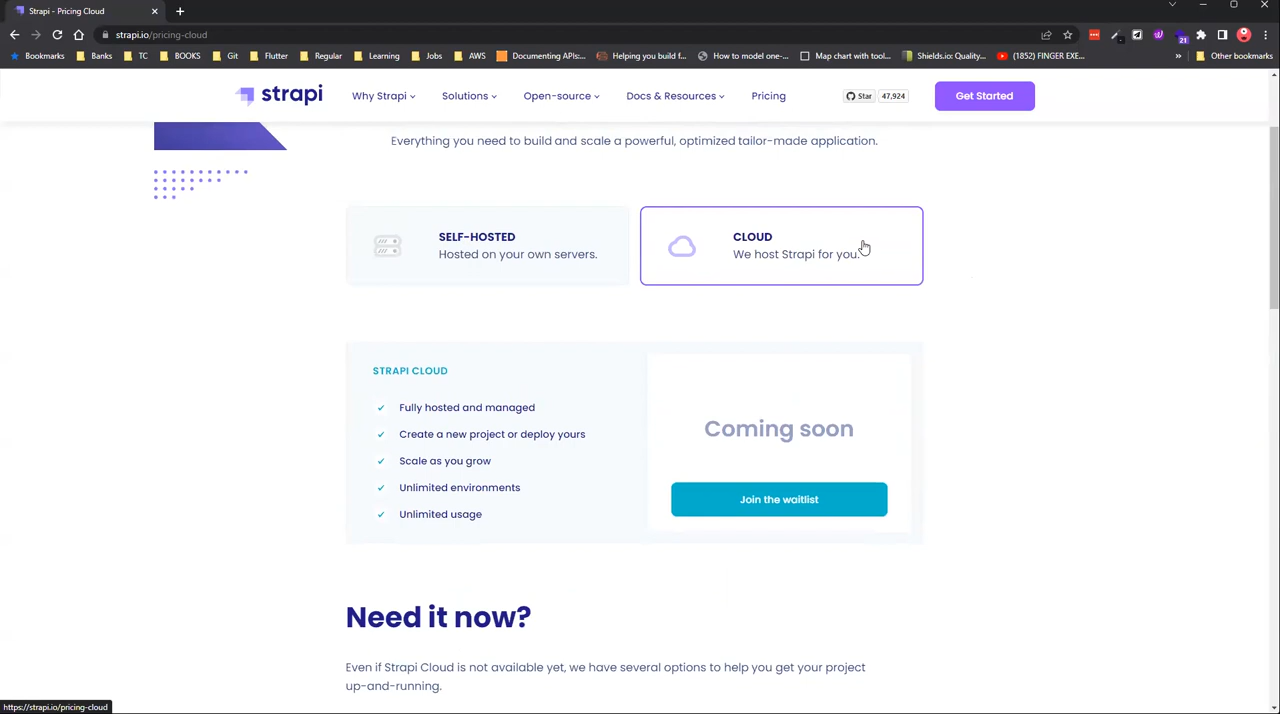 Strapi - Pricing Cloud
strapi.io/pricing-cloud
21
Bookmarks
Banks
TC
BOOKS
Git
Flutter
Regular
Learning
Jobs
AWS
Documenting APIs:...
Helping you build f...
How to model one-...
Map chart with tool...
Shields.io: Quality...
(1852) FINGER EXE...
»
Other bookmarks
strapi
Why Strapi
Solutions
Open-source
Docs & Resources
Pricing
Star
47,924
Get Started
Everything you need to build and scale a powerful, optimized tailor-made application.
SELF-HOSTED
Hosted on your own servers.
CLOUD
We host Strapi for you.
STRAPI CLOUD
Fully hosted and managed
Create a new project or deploy yours
Scale as you grow
Unlimited environments
Unlimited usage
Coming soon
Join the waitlist
Need it now?
Even if Strapi Cloud is not available yet, we have several options to help you get your project
up-and-running.
https://strapi.io/pricing-cloud